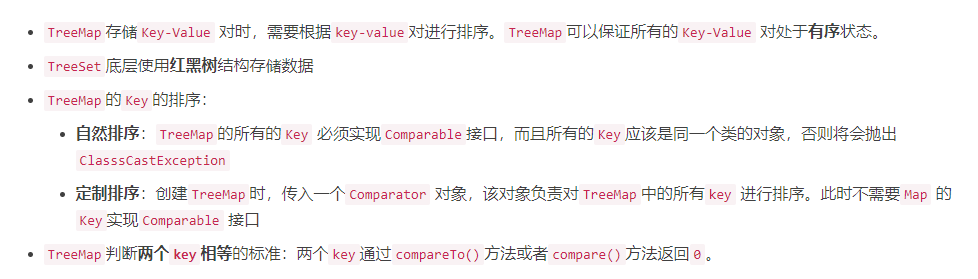 TreeMap 存储 Key-Value 对时，需要根据 key-value 对进行排序。 TreeMap 可以保证所有的 Key-Value 对处于有序状态。
TreeSet 底层使用红黑树结构存储数据
TreeMap 的 Key 的排序：
自然排序： TreeMap 的所有的 Key 必须实现 Comparable 接口，而且所有的 Key 应该是同一个类的对象，否则将会抛出
ClasssCastException
定制排序：创建 TreeMap 时，传入一个 Comparator 对象，该对象负责对 TreeMap 中的所有 key 进行排序。此时不需要 Map 的
Key 实现 Comparable 接口
TreeMap 判断两个 key 相等的标准：两个 key 通过 compareTo() 方法或者 compare() 方法返回 0 。